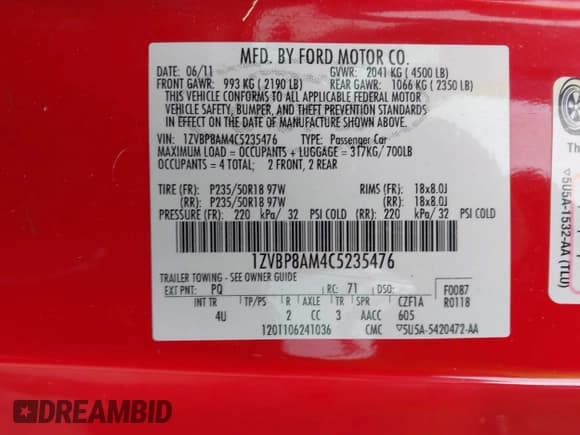 MFD. BY FORD MOTOR CO.
DATE: 06/11 GVWR: 2041 KG ( 4500 LB)
FRONT GAWR: 993 KG ( 2190 LB) REAR GAWR: 1066 KG ( 2350 LB)
THIS VEHICLE CONFORMS TO ALL APPLICABLE FEDERAL MOTOR
VEHICLE SAFETY, BUMPER, AND THEFT PREVENTION STANDARDS
IN EFFECT ON THE DATE OF MANUFACTURE SHOWN ABOVE.
VIN: 1ZVBP8AM4C5235476 TYPE: Passenger Car
MAXIMUM LOAD = OCCUPANTS + LUGGAGE = 317KG/ 700LB
OCCUPANTS = 4 TOTAL; 2 FRONT, 2 REAR
TIRE (FR): P235/50R18 97W RIMS (FR): 18x8.0J
(RR): P235/50R18 97W (RR): 18x8.0J
PRESSURE (FR): 220 kPa/ 32 PSI COLD (RR): 220 kPa/ 32 PSI COLD
1ZVBP8AM4C5235476
TRAILER TOWING - SEE OWNER GUIDE
EXT PNT: PQ RC: 71 DSO: F0087
INT TR TP/PS R AXLE TR SPR CZF1A R0118
4U 2 CC 3 AACC 605
1201106241036 CMC 5U5A-5420472-AA
Th
5U5A-1532-AA (TLU)
DREAMBID